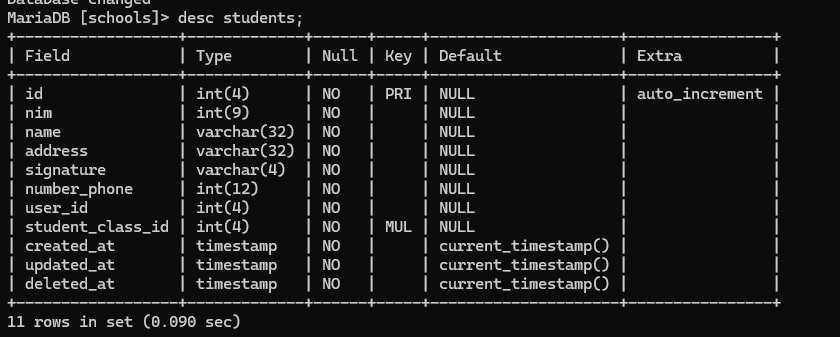 Database changed
MariaDB [schools]> desc students;
+------------------+-------------+------+-----+---------------------+----------------+
| Field            | Type        | Null | Key | Default             | Extra          |
+------------------+-------------+------+-----+---------------------+----------------+
| id               | int(4)      | NO   | PRI | NULL                | auto_increment |
| nim              | int(9)      | NO   |     | NULL                |                |
| name             | varchar(32) | NO   |     | NULL                |                |
| address          | varchar(32) | NO   |     | NULL                |                |
| signature        | varchar(4)  | NO   |     | NULL                |                |
| number_phone     | int(12)     | NO   |     | NULL                |                |
| user_id          | int(4)      | NO   |     | NULL                |                |
| student_class_id | int(4)      | NO   | MUL | NULL                |                |
| created_at       | timestamp   | NO   |     | current_timestamp() |                |
| updated_at       | timestamp   | NO   |     | current_timestamp() |                |
| deleted_at       | timestamp   | NO   |     | current_timestamp() |                |
+------------------+-------------+------+-----+---------------------+----------------+
11 rows in set (0.090 sec)